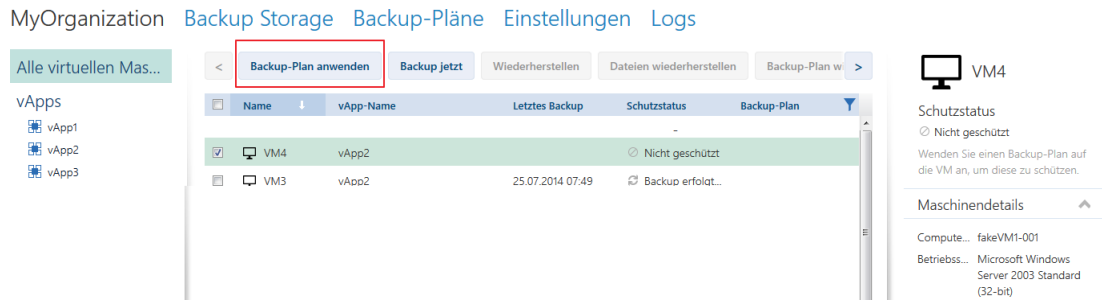 MyOrganization Backup Storage Backup-Pläne Einstellungen Logs
Alle virtuellen Mas...
vApps
vApp1
vApp2
vApp3
< Backup-Plan anwenden Backup jetzt Wiederherstellen Dateien wiederherstellen Backup-Plan >
Name vApp-Name Letztes Backup Schutzstatus Backup-Plan
-
VM4 vApp2 Nicht geschützt
VM3 vApp2 25.07.2014 07:49 Backup erfolgt...
VM4
Schutzstatus
Nicht geschützt
Wenden Sie einen Backup-Plan auf
die VM an, um diese zu schützen.
Maschinendetails
Compute... fakeVM1-001
Betriebss... Microsoft Windows
Server 2003 Standard
(32-bit)